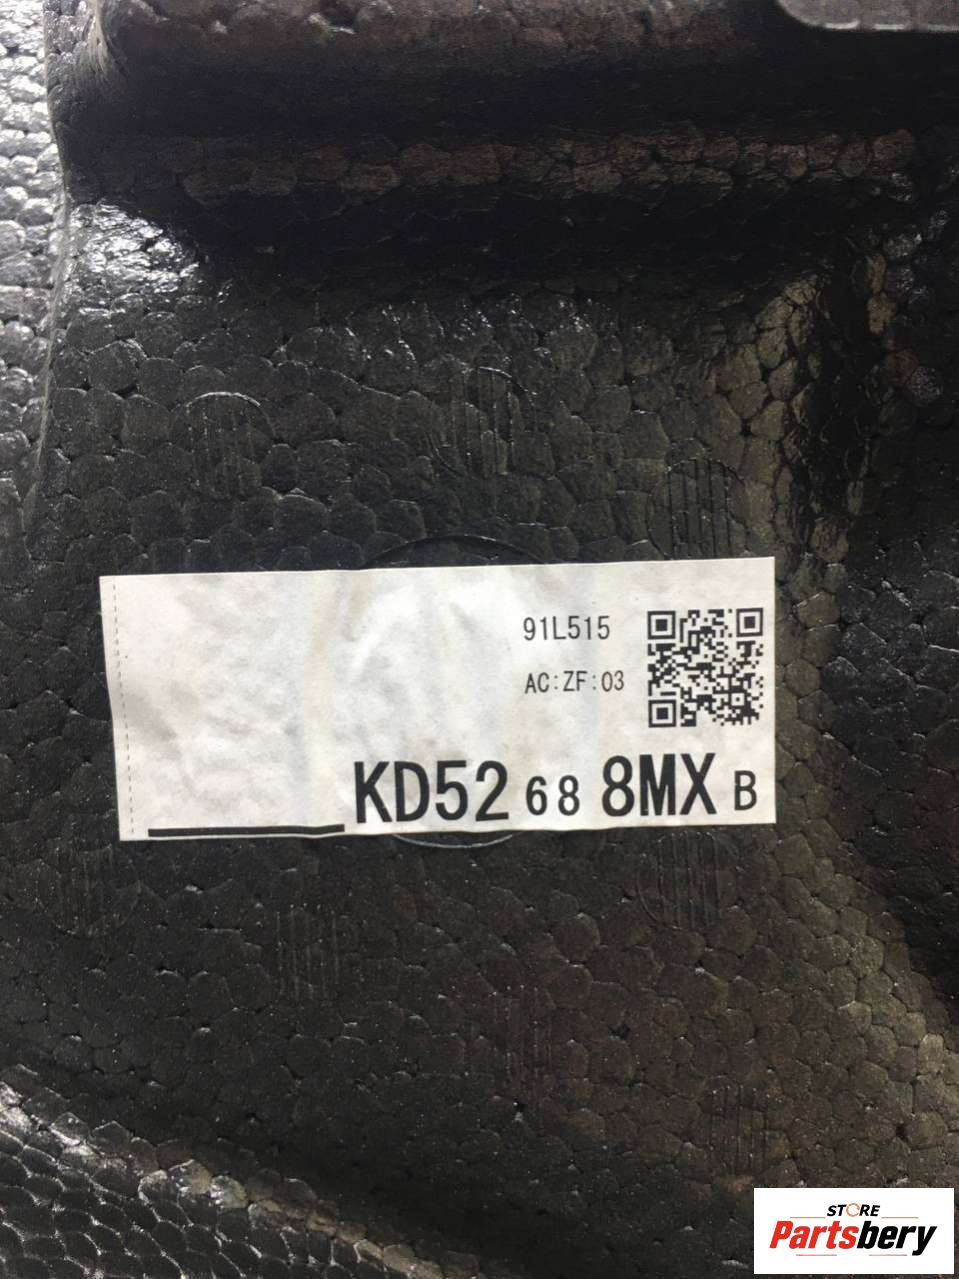 91L515
AC:ZF:03
KD52 68 8MX B
STORE
Partsbery